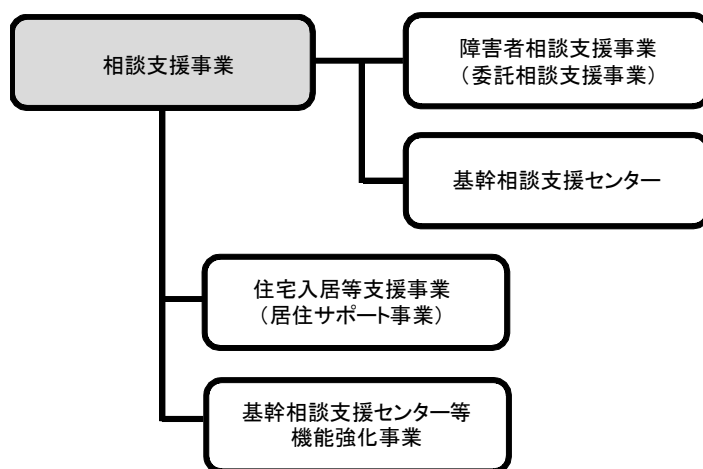 相談支援事業
障害者相談支援事業
（委託相談支援事業）
基幹相談支援センター
住宅入居等支援事業
（居住サポート事業）
基幹相談支援センター等
機能強化事業